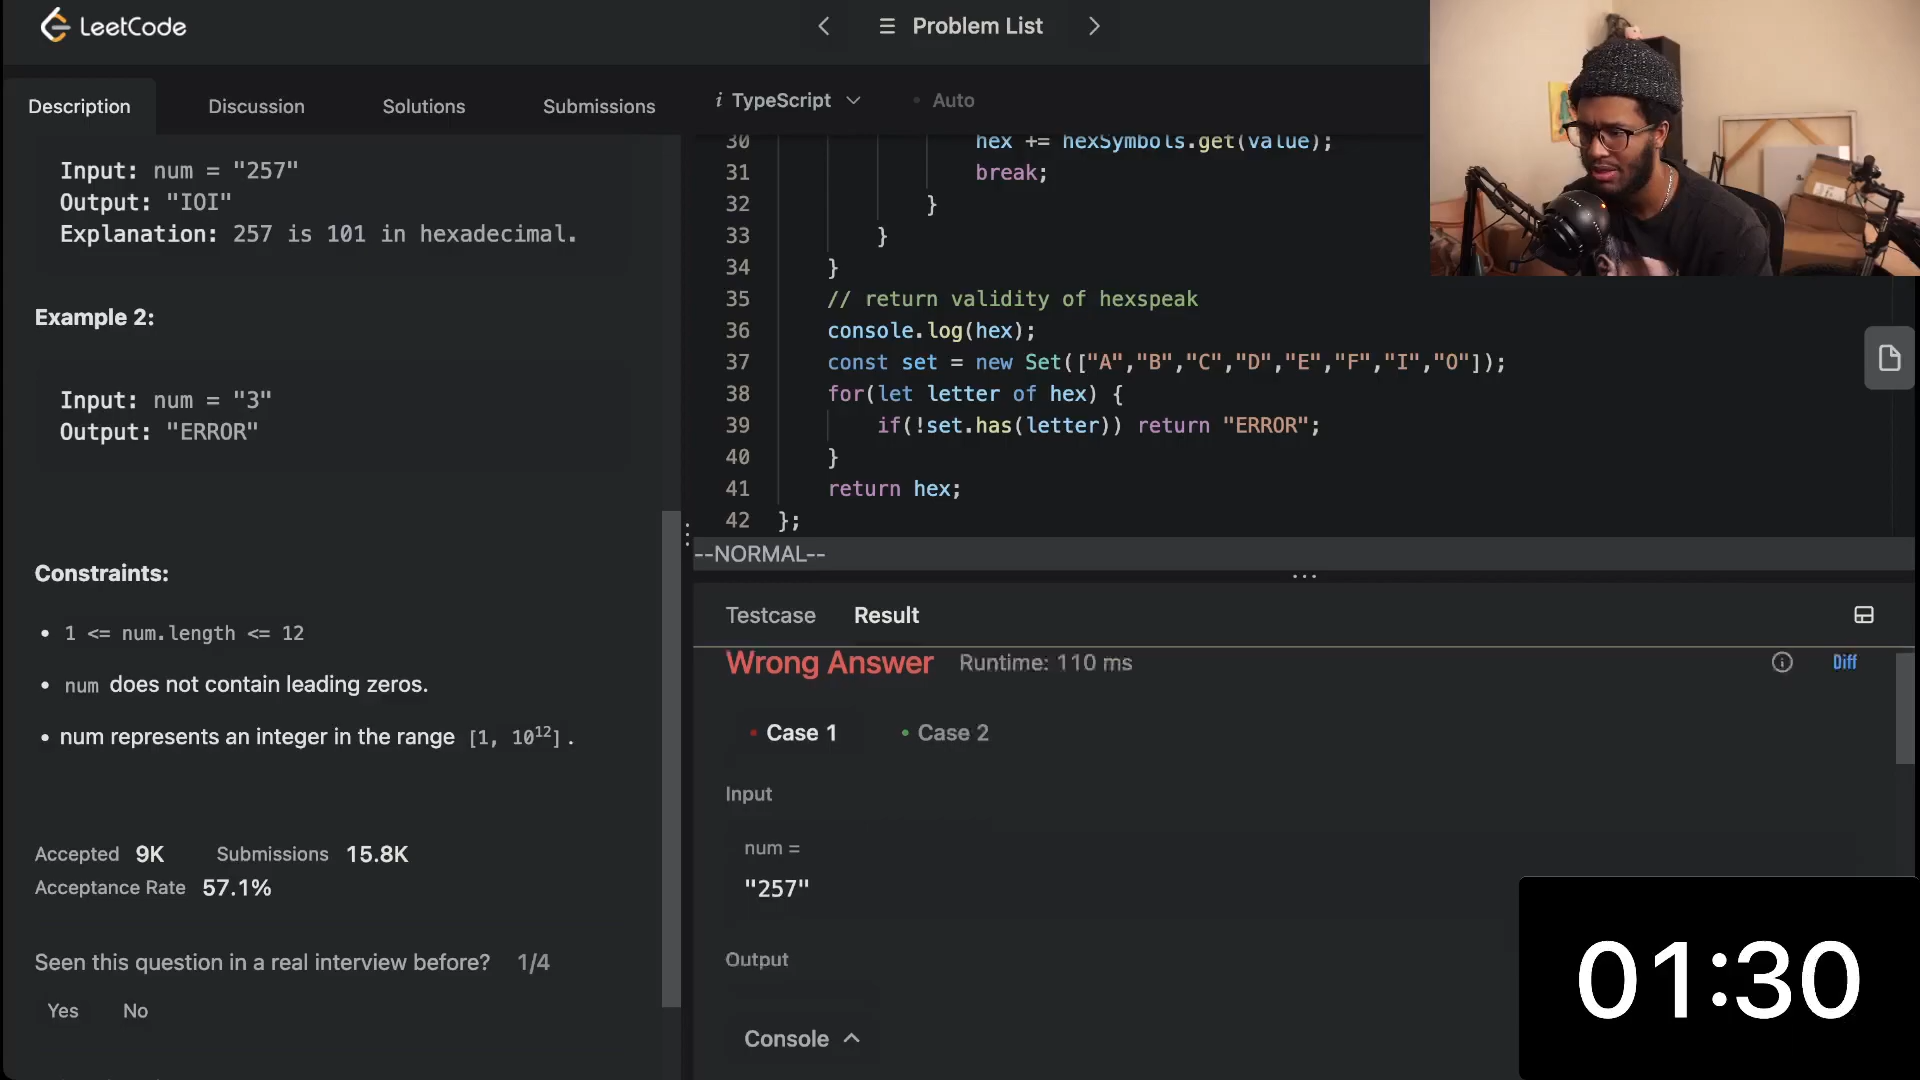 LeetCode
Problem List
Description
Discussion
Solutions
Submissions
i TypeScript
• Auto
Input: num = "257"
Output: "IOI"
Explanation: 257 is 101 in hexadecimal.
Example 2:
Input: num = "3"
Output: "ERROR"
Constraints:
• 1 <= num.length <= 12
• num does not contain leading zeros.
• num represents an integer in the range [1, 10¹²].
Accepted 9K Submissions 15.8K
Acceptance Rate 57.1%
Seen this question in a real interview before? 1/4
Yes No
30 hex += hexSymbols.get(value);
31 break;
32 }
33 }
34 }
35 // return validity of hexspeak
36 console.log(hex);
37 const set = new Set(["A","B","C","D","E","F","I","O"]);
38 for(let letter of hex) {
39 if(!set.has(letter)) return "ERROR";
40 }
41 return hex;
42 };
--NORMAL--
Testcase Result
Wrong Answer Runtime: 110 ms
Diff
• Case 1 • Case 2
Input
num =
"257"
Output
Console
01:30